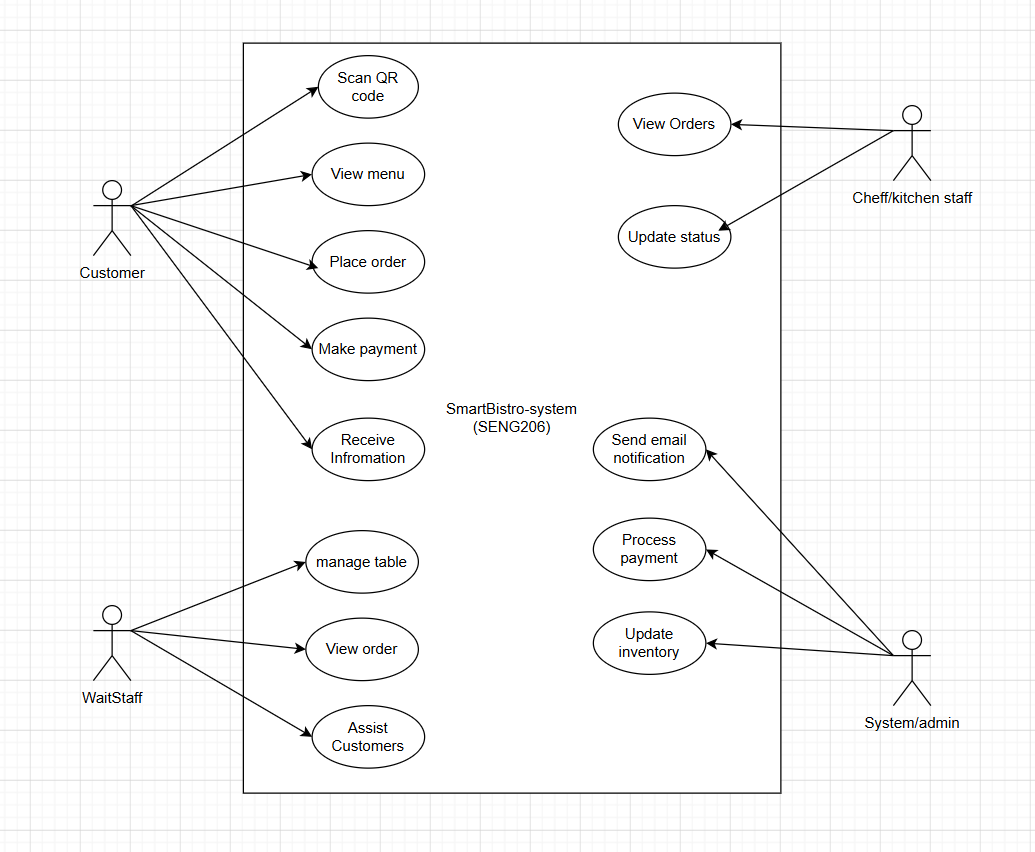 Scan QR
code
View menu
Place order
Make payment
Receive
Infromation
manage table
View order
Assist
Customers
Customer
WaitStaff
SmartBistro-system
(SENG206)
View Orders
Update status
Send email
notification
Process
payment
Update
inventory
Cheff/kitchen staff
System/admin